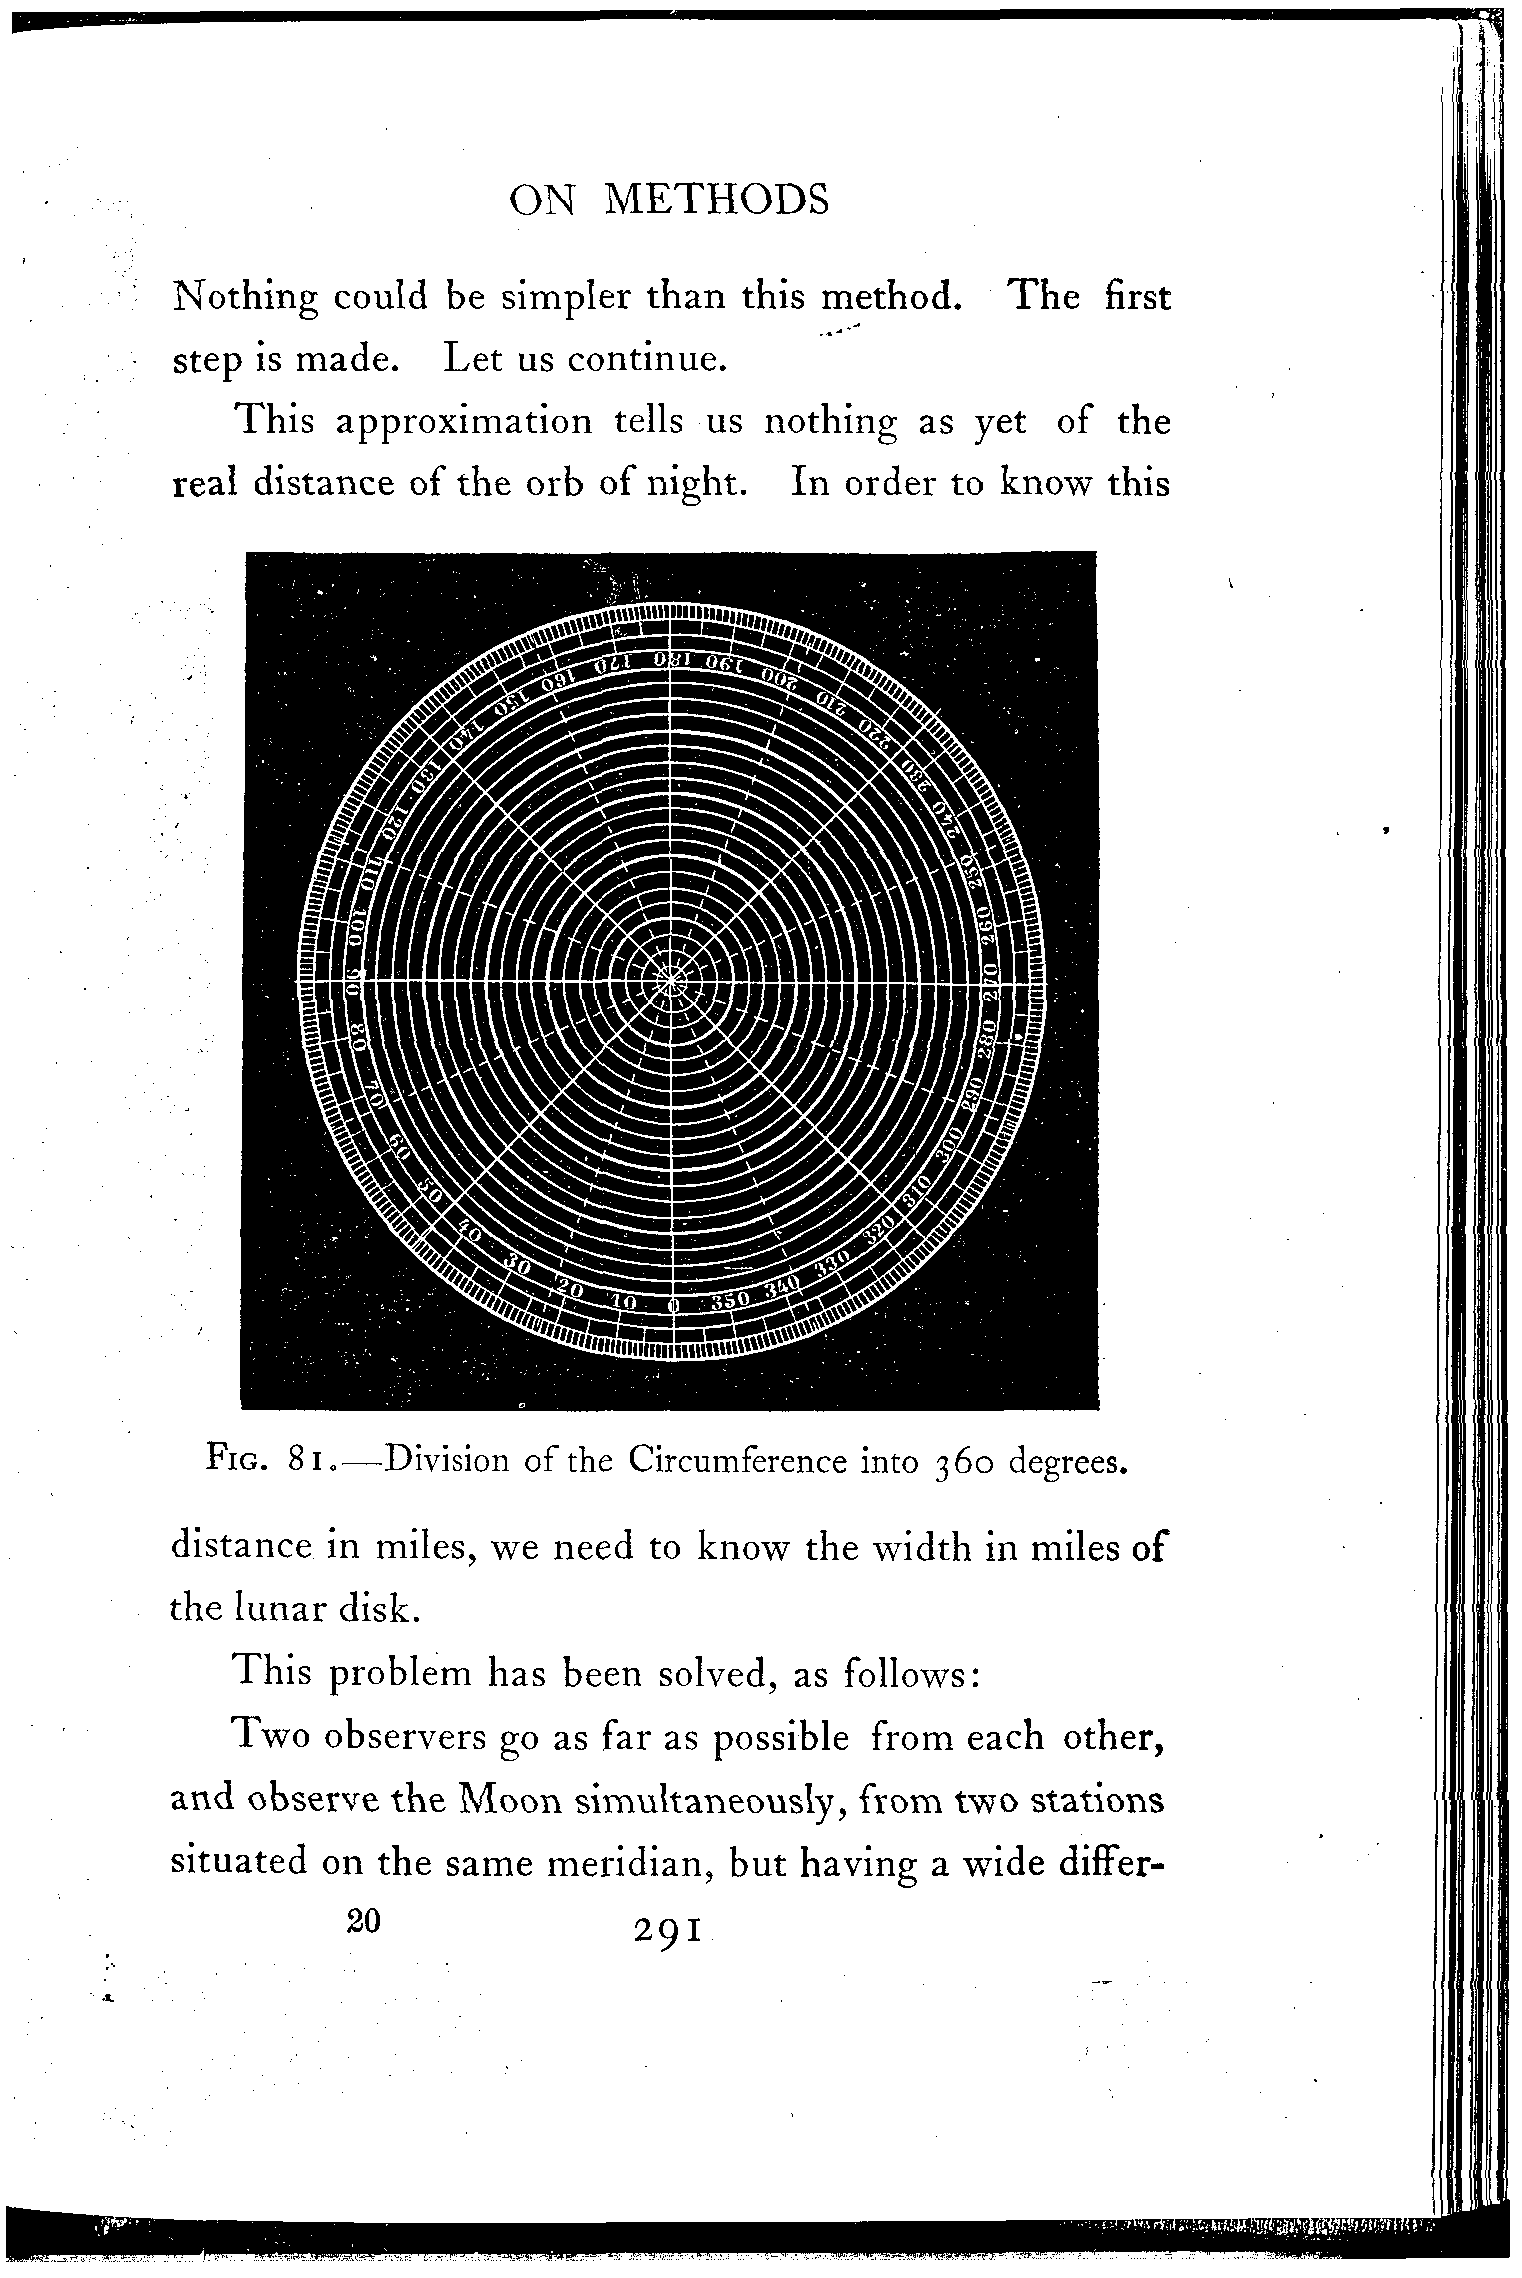 ON METHODS
Nothing could be simpler than this method. The first
step is made. Let us continue.
This approximation tells us nothing as yet of the
real distance of the orb of night. In order to know this
180 190 200 210 220 230 240 250 260 270 280 290 300 310 320 330 340 350 0 10 20 30 40 50 60 70 80 90 100 110 120 130 140 150 160 170
FIG. 81.—Division of the Circumference into 360 degrees.
distance in miles, we need to know the width in miles of
the lunar disk.
This problem has been solved, as follows:
Two observers go as far as possible from each other,
and observe the Moon simultaneously, from two stations
situated on the same meridian, but having a wide differ-
20 291